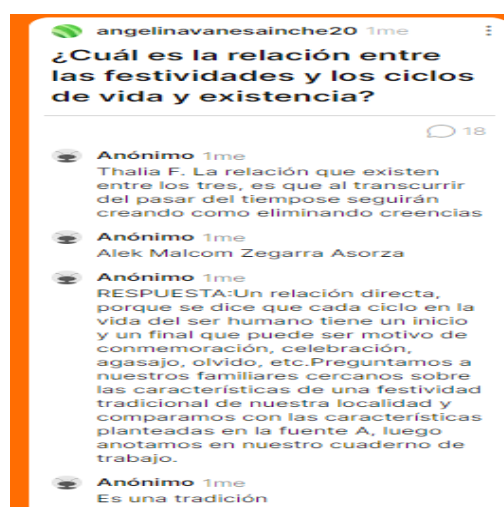 angelinavanesainche20 1me
¿Cuál es la relación entre
las festividades y los ciclos
de vida y existencia?
18
Anónimo 1me
Thalia F. La relación que existen
entre los tres, es que al transcurrir
del pasar del tiempose seguirán
creando como eliminando creencias
Anónimo 1me
Alek Malcom Zegarra Asorza
Anónimo 1me
RESPUESTA:Un relación directa,
porque se dice que cada ciclo en la
vida del ser humano tiene un inicio
y un final que puede ser motivo de
conmemoración, celebración,
agasajo, olvido, etc.Preguntamos a
nuestros familiares cercanos sobre
las características de una festividad
tradicional de nuestra localidad y
comparamos con las características
planteadas en la fuente A, luego
anotamos en nuestro cuaderno de
trabajo.
Anónimo 1me
Es una tradición